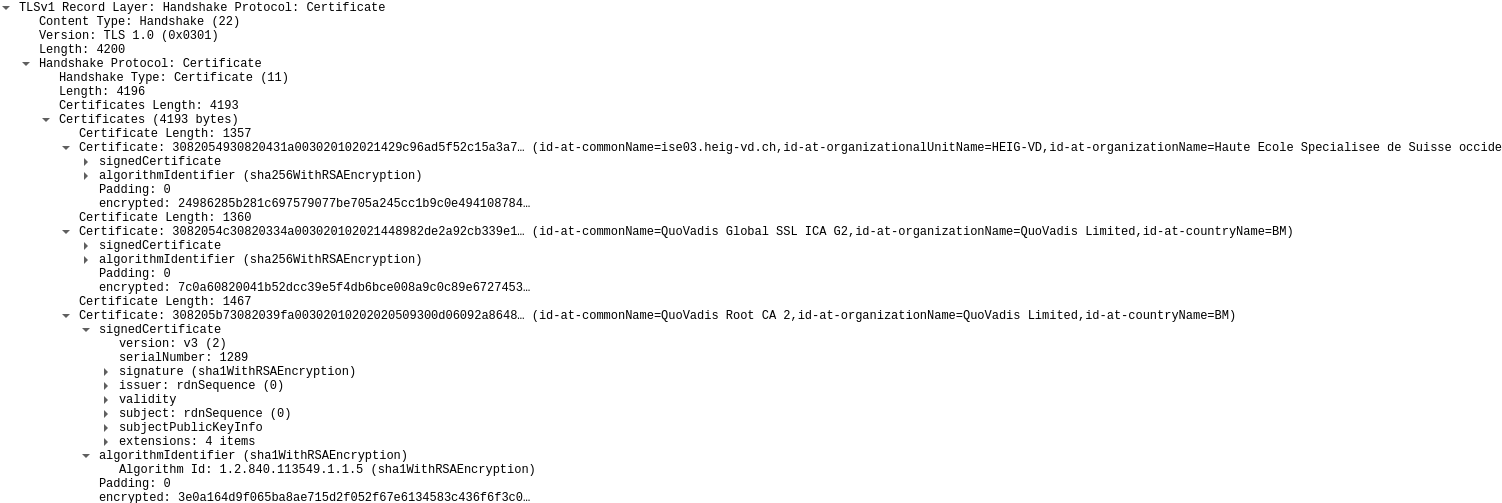 TLSv1 Record Layer: Handshake Protocol: Certificate
Content Type: Handshake (22)
Version: TLS 1.0 (0x0301)
Length: 4200
Handshake Protocol: Certificate
Handshake Type: Certificate (11)
Length: 4196
Certificates Length: 4193
Certificates (4193 bytes)
Certificate Length: 1357
Certificate: 3082054930820431a003020102021429c96ad5f52c15a3a7… (id-at-commonName=ise03.heig-vd.ch,id-at-organizationalUnitName=HEIG-VD,id-at-organizationName=Haute Ecole Specialisee de Suisse occide
signedCertificate
algorithmIdentifier (sha256WithRSAEncryption)
Padding: 0
encrypted: 24986285b281c697579077be705a245cc1b9c0e494108784…
Certificate Length: 1360
Certificate: 3082054c30820334a003020102021448982de2a92cb339e1… (id-at-commonName=QuoVadis Global SSL ICA G2,id-at-organizationName=QuoVadis Limited,id-at-countryName=BM)
signedCertificate
algorithmIdentifier (sha256WithRSAEncryption)
Padding: 0
encrypted: 7c0a60820041b52dcc39e5f4db6bce008a9c0c89e6727453…
Certificate Length: 1467
Certificate: 308205b73082039fa00302010202020509300d06092a8648… (id-at-commonName=QuoVadis Root CA 2,id-at-organizationName=QuoVadis Limited,id-at-countryName=BM)
signedCertificate
version: v3 (2)
serialNumber: 1289
signature (sha1WithRSAEncryption)
issuer: rdnSequence (0)
validity
subject: rdnSequence (0)
subjectPublicKeyInfo
extensions: 4 items
algorithmIdentifier (sha1WithRSAEncryption)
Algorithm Id: 1.2.840.113549.1.1.5 (sha1WithRSAEncryption)
Padding: 0
encrypted: 3e0a164d9f065ba8ae715d2f052f67e6134583c436f6f3c0…